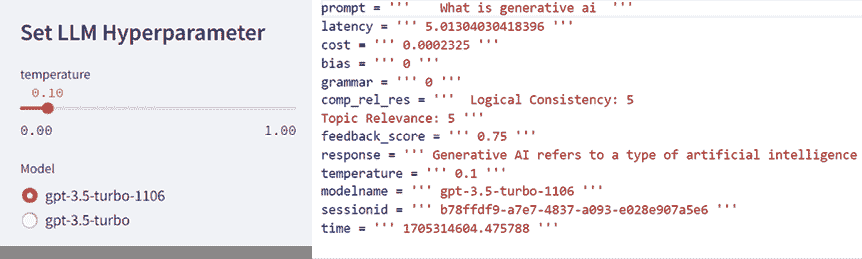 Set LLM Hyperparameter
temperature
0.10
0.00 1.00
Model
gpt-3.5-turbo-1106
gpt-3.5-turbo
prompt = '''    What is generative ai  '''
latency = ''' 5.01304030418396 '''
cost = ''' 0.0002325 '''
bias = ''' 0 '''
grammar = ''' 0 '''
comp_rel_res = '''  Logical Consistency: 5
Topic Relevance: 5 '''
feedback_score = ''' 0.75 '''
response = ''' Generative AI refers to a type of artificial intelligence
temperature = ''' 0.1 '''
modelname = ''' gpt-3.5-turbo-1106 '''
sessionid = ''' b78ffdf9-a7e7-4837-a093-e028e907a5e6 '''
time = ''' 1705314604.475788 '''